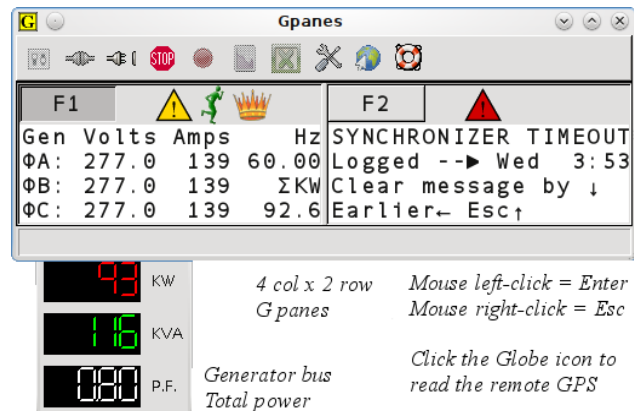 G Gpanes
STOP
F1
Gen Volts Amps Hz
ΦA: 277.0 139 60.00
ΦB: 277.0 139 ΣKW
ΦC: 277.0 139 92.6
F2
SYNCHRONIZER TIMEOUT
Logged --► Wed 3:53
Clear message by ↓
Earlier← Esc↑
93 KW
116 KVA
0.80 P.F.
4 col x 2 row
G panes
Generator bus
Total power
Mouse left-click = Enter
Mouse right-click = Esc
Click the Globe icon to
read the remote GPS